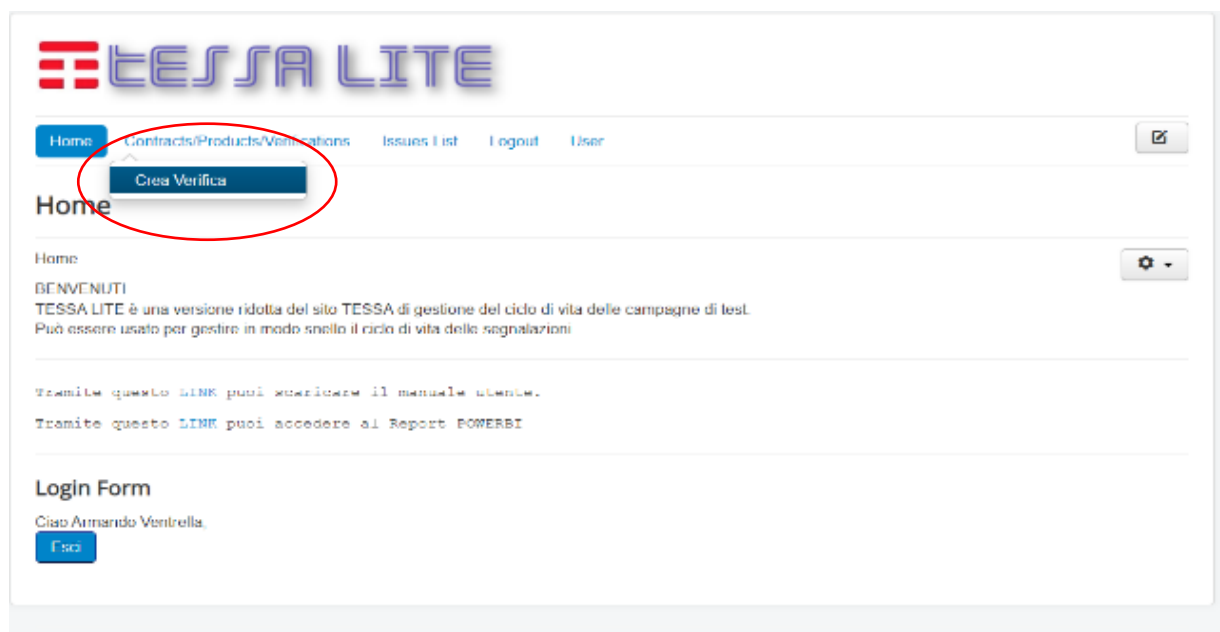 TESSA LITE
Home Contracts/Products/Verifications Issues List Logout User
Crea Verifica
Home
Home
BENVENUTI
TESSA LITE è una versione ridotta del sito TESSA di gestione del ciclo di vita delle campagne di test.
Può essere usato per gestire in modo snello il ciclo di vita delle segnalazioni
Tramite questo LINK puoi scaricare il manuale utente.
Tramite questo LINK puoi accedere al Report POWERBI
Login Form
Ciao Armando Ventrella,
Esci